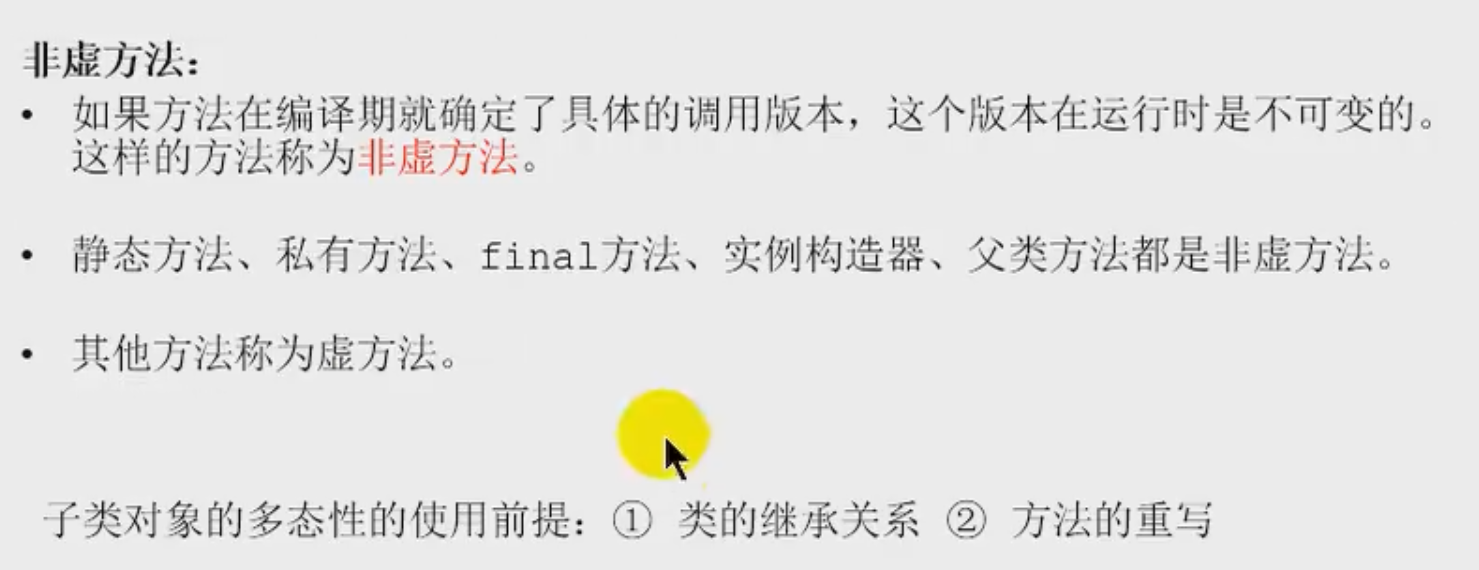 非虚方法：
• 如果方法在编译期就确定了具体的调用版本，这个版本在运行时是不可变的。
这样的方法称为非虚方法。
• 静态方法、私有方法、final方法、实例构造器、父类方法都是非虚方法。
• 其他方法称为虚方法。
子类对象的多态性的使用前提：① 类的继承关系 ② 方法的重写